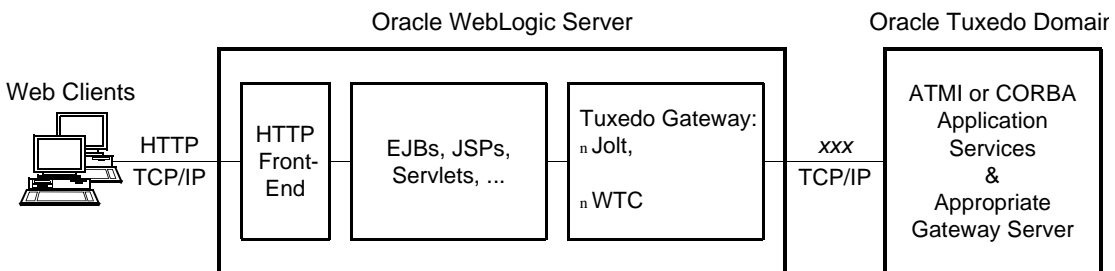 Oracle WebLogic Server
Oracle Tuedo Domain
Web Clients
HTTP
TCP/IP
HTTP
Front-
End
EJBs, JSPs,
Servlets, ...
Tuxedo Gateway:
n Jolt,
n WTC
xxx
TCP/IP
ATMI or CORBA
Application
Services
&
Appropriate
Gateway Server